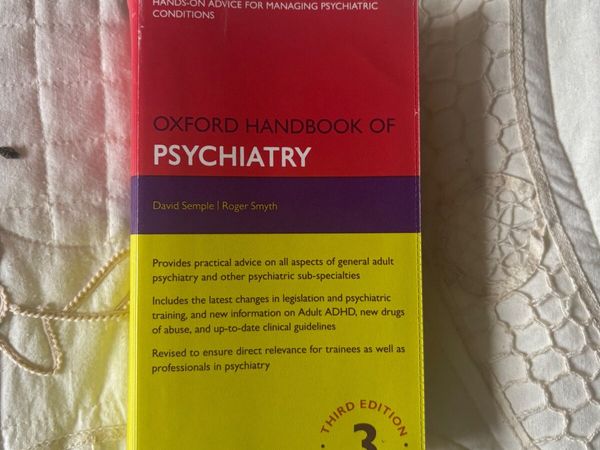 HANDS-ON ADVICE FOR MANAGING PSYCHIATRIC
CONDITIONS
OXFORD HANDBOOK OF
PSYCHIATRY
David Semple | Roger Smyth
Provides practical advice on all aspects of general adult
psychiatry and other psychiatric sub-specialties
Includes the latest changes in legislation and psychiatric
training, and new information on Adult ADHD, new drugs
of abuse, and up-to-date clinical guidelines
Revised to ensure direct relevance for trainees as well as
professionals in psychiatry
• THIRD EDITION •
3